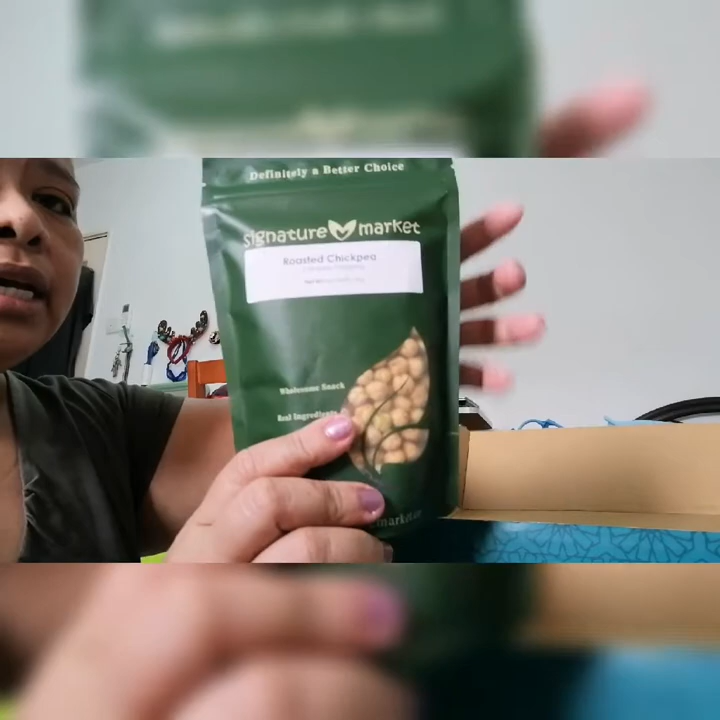 Definitely a Better Choice
signature market
Roasted Chickpea
Wholesome Snack
Real Ingredients